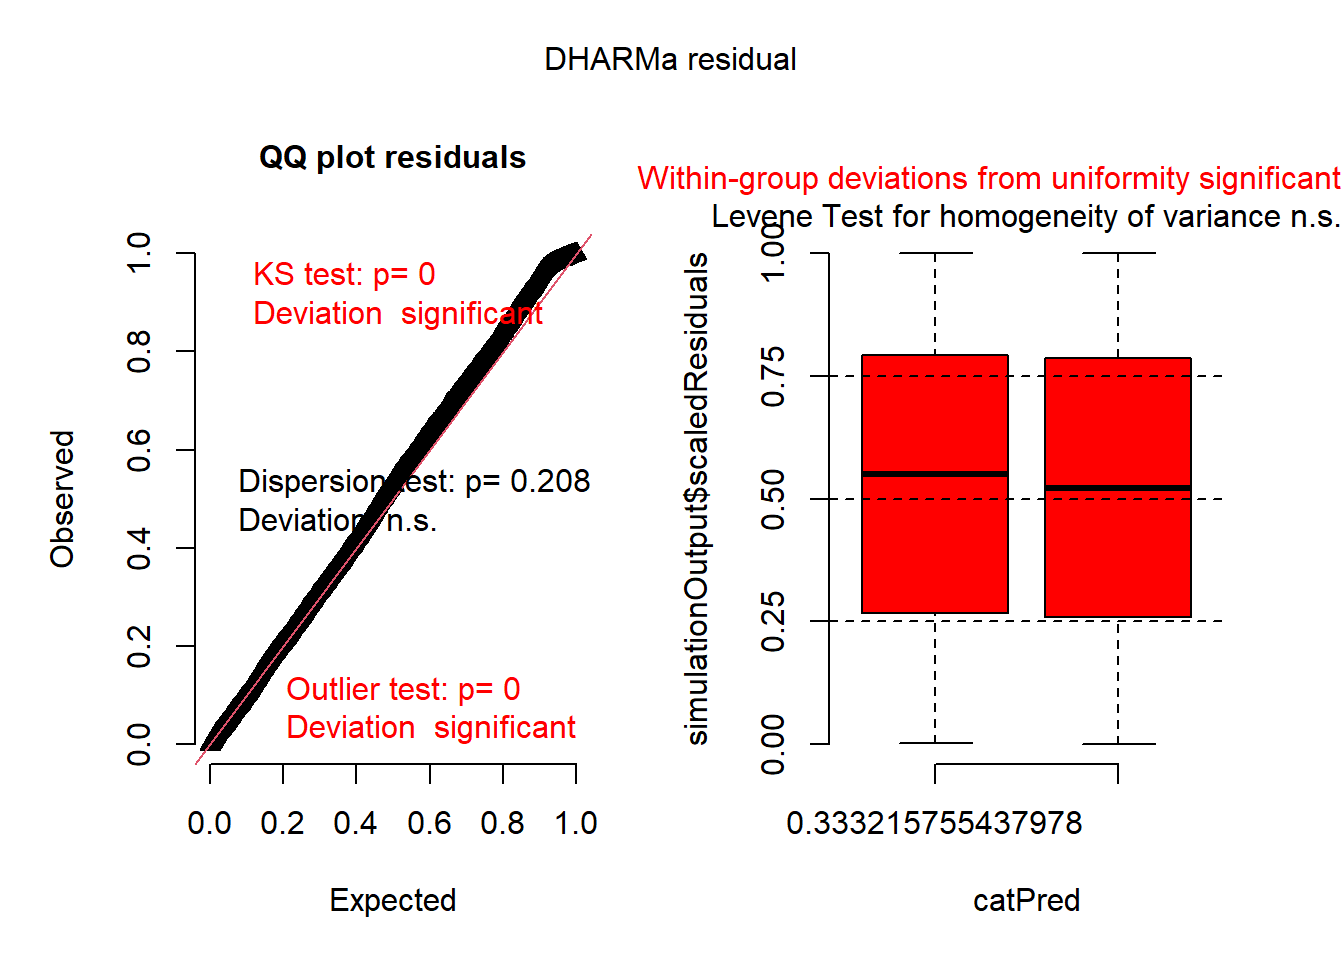 DHARMa residual
QQ plot residuals
KS test: p= 0
Deviation  significant
Dispersion test: p= 0.208
Deviation n.s.
Outlier test: p= 0
Deviation  significant
Observed
0.0 0.2 0.4 0.6 0.8 1.0
0.0 0.2 0.4 0.6 0.8 1.0
Expected
Within-group deviations from uniformity significant
Levene Test for homogeneity of variance n.s.
simulationOutput$scaledResiduals
0.00 0.25 0.50 0.75 1.00
0.333215755437978
catPred